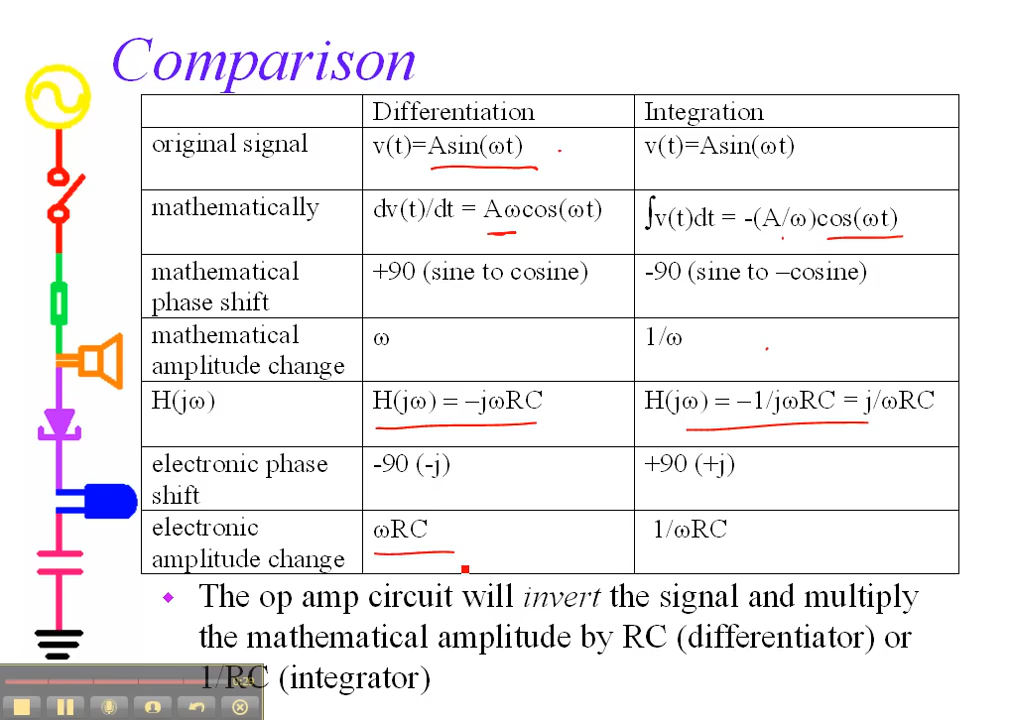 Comparison
Differentiation Integration
original signal v(t)=Asin(ωt) v(t)=Asin(ωt)
mathematically dv(t)/dt = Aωcos(ωt) ∫v(t)dt = -(A/ω)cos(ωt)
mathematical +90 (sine to cosine) -90 (sine to –cosine)
phase shift
mathematical ω 1/ω
amplitude change
H(jω) H(jω) = –jωRC H(jω) = –1/jωRC = j/ωRC
electronic phase -90 (-j) +90 (+j)
shift
electronic ωRC 1/ωRC
amplitude change
The op amp circuit will invert the signal and multiply
the mathematical amplitude by RC (differentiator) or
1/RC (integrator)